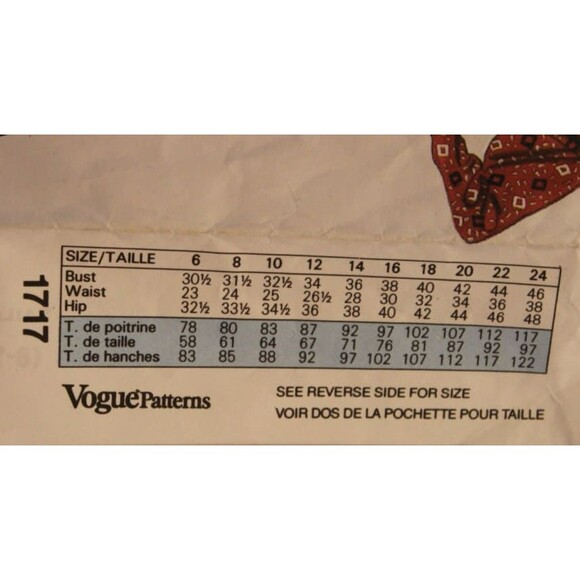 SIZE/TAILLE 6 8 10 12 14 16 18 20 22 24
Bust 30½ 31½ 32½ 34 36 38 40 42 44 46
Waist 23 24 25 26½ 28 30 32 34 36 38
Hip 32½ 33½ 34½ 36 38 40 42 44 46 48
T. de poitrine 78 80 83 87 92 97 102 107 112 117
T. de taille 58 61 64 67 71 76 81 87 92 97
T. de hanches 83 85 88 92 97 102 107 112 117 122
1717
Vogue Patterns
SEE REVERSE SIDE FOR SIZE
VOIR DOS DE LA POCHETTE POUR TAILLE